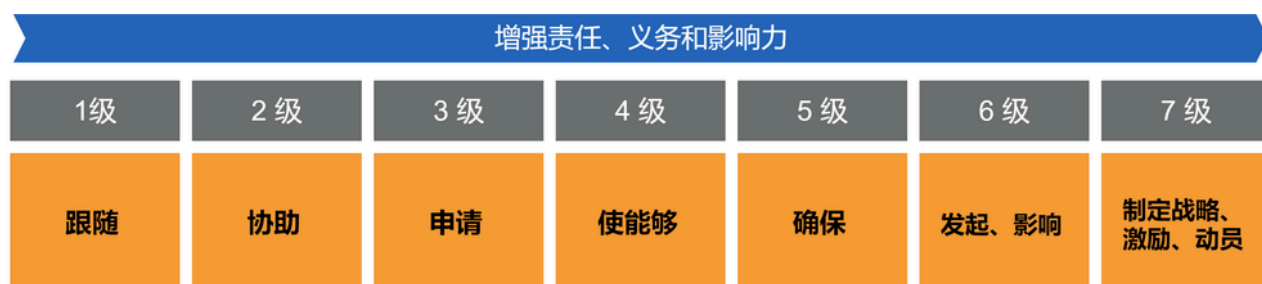 增强责任、义务和影响力
1级
2 级
3 级
4 级
5 级
6 级
7 级
跟随
协助
申请
使能够
确保
发起、影响
制定战略、
激励、动员